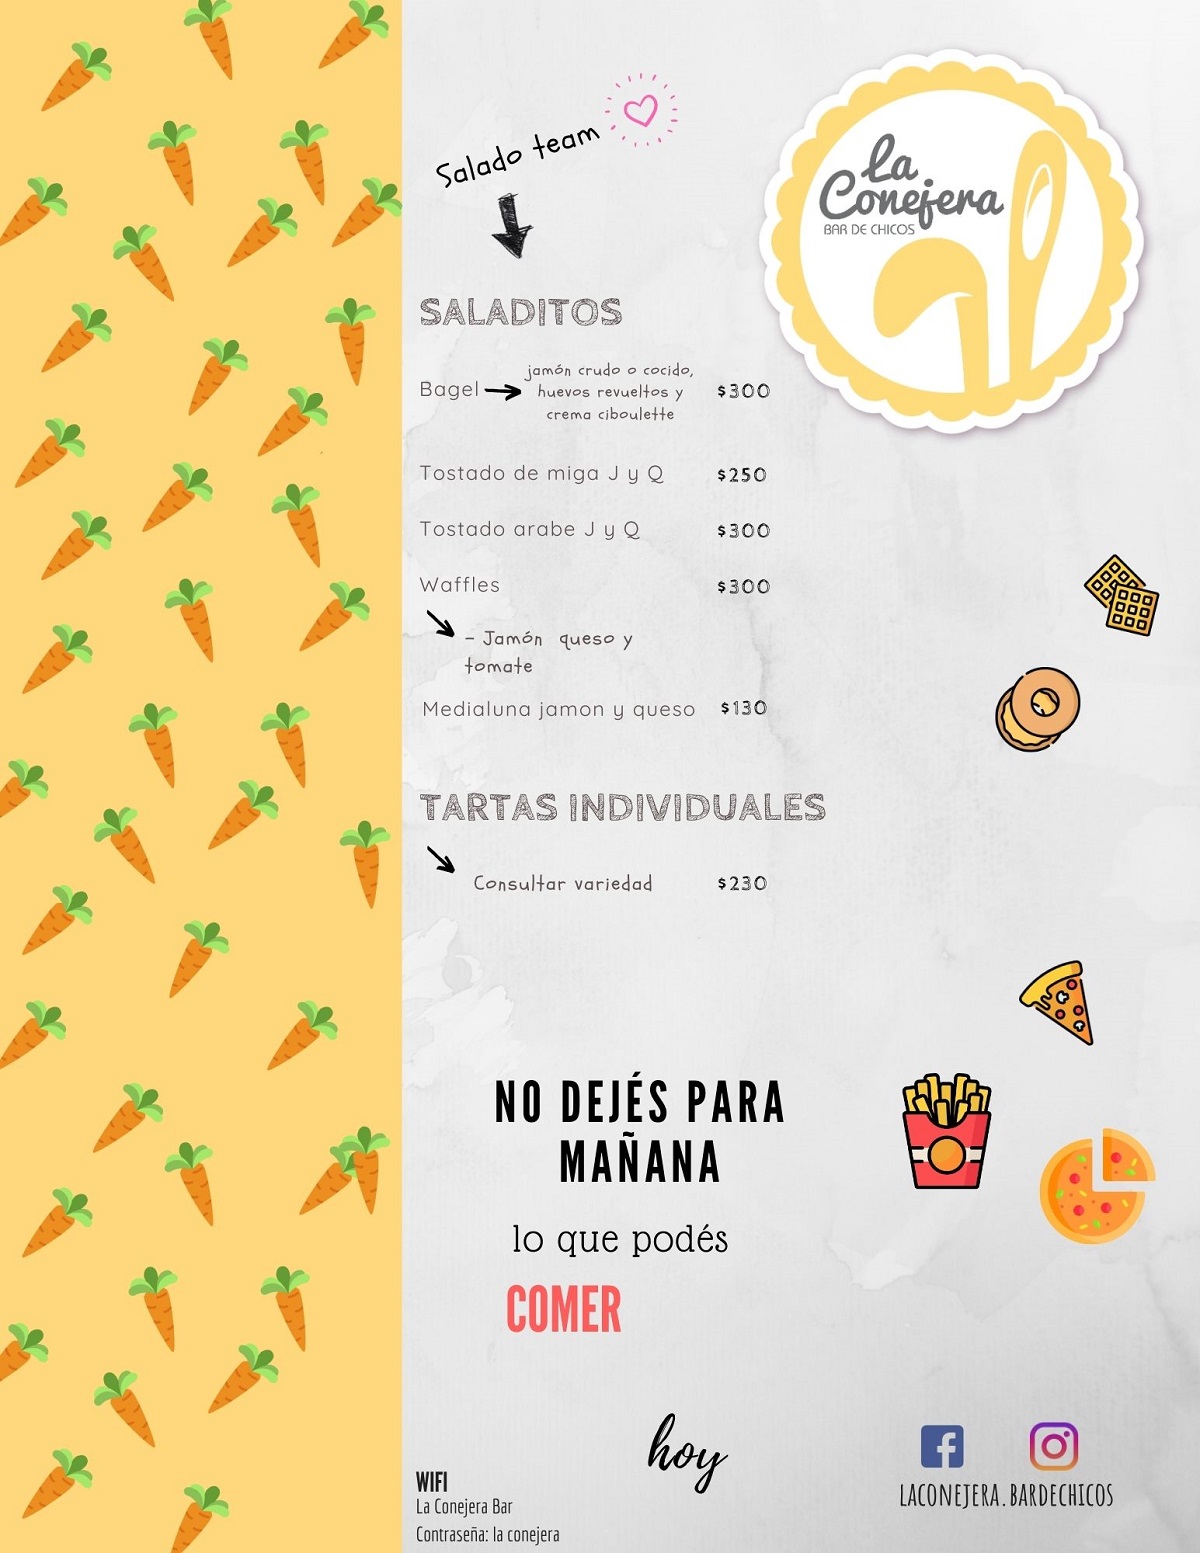 Salado team
La
Conejera
BAR DE CHICOS
SALADITOS
Bagel
jamón crudo o cocido,
huevos revueltos y
crema ciboulette
$300
Tostado de miga J y Q $250
Tostado arabe J y Q $300
Waffles $300
- Jamón queso y
tomate
Medialuna jamon y queso $130
TARTAS INDIVIDUALES
Consultar variedad $230
NO DEJÉS PARA
MAÑANA
lo que podés
COMER
hoy
WIFI
La Conejera Bar
Contraseña: la conejera
LACONEJERA.BARDECHICOS